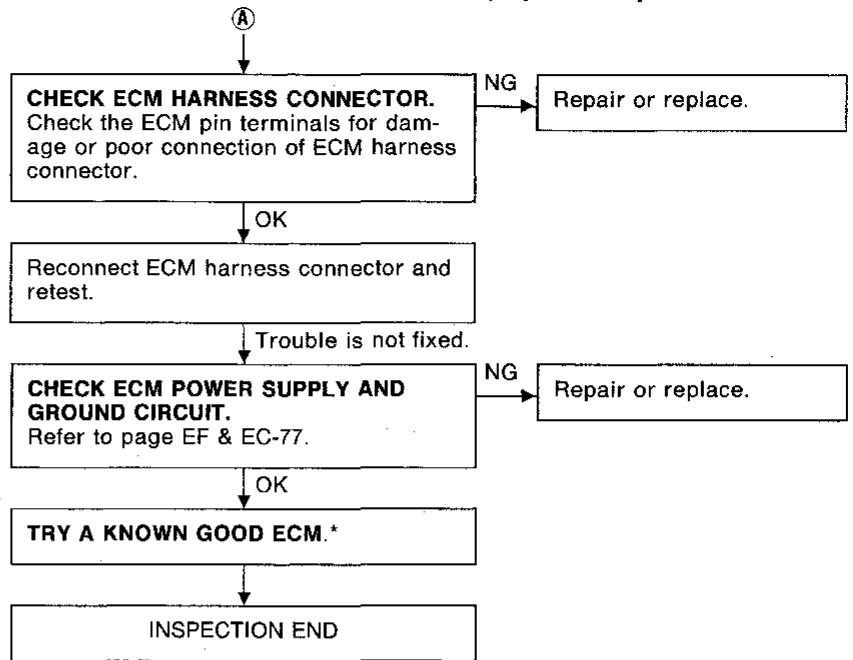 A
CHECK ECM HARNESS CONNECTOR.
Check the ECM pin terminals for dam-
age or poor connection of ECM harness
connector.
NG
Repair or replace.
OK
Reconnect ECM harness connector and
retest.
Trouble is not fixed.
CHECK ECM POWER SUPPLY AND
GROUND CIRCUIT.
Refer to page EF & EC-77.
NG
Repair or replace.
OK
TRY A KNOWN GOOD ECM.*
INSPECTION END